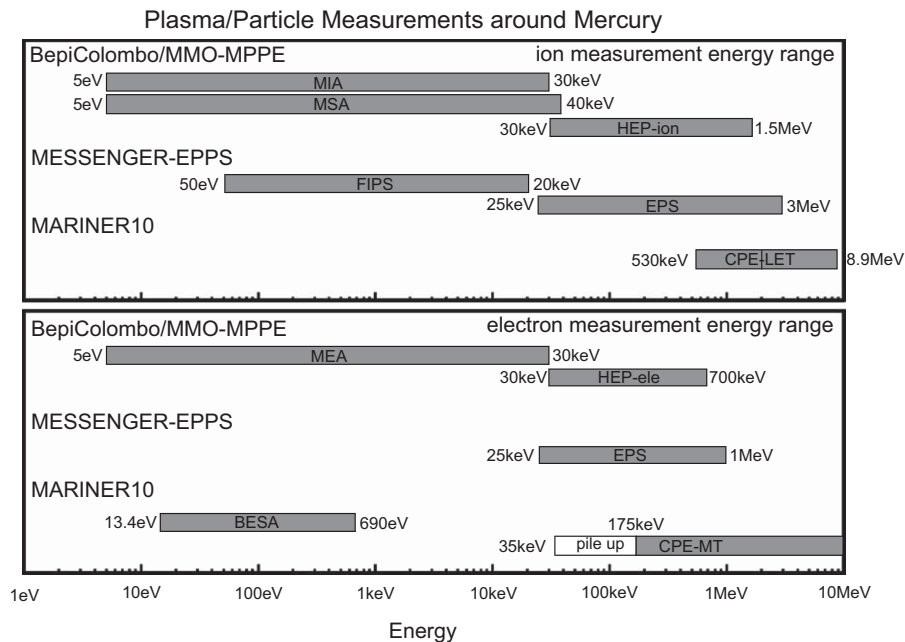 Plasma/Particle Measurements around Mercury
BepiColombo/MMO-MPPE ion measurement energy range
5eV MIA 30keV
5eV MSA 40keV
30keV HEP-ion 1.5MeV
MESSENGER-EPPS
50eV FIPS 20keV
25keV EPS 3MeV
MARINER10
530keV CPE-LET 8.9MeV
BepiColombo/MMO-MPPE electron measurement energy range
5eV MEA 30keV
30keV HEP-ele 700keV
MESSENGER-EPPS
25keV EPS 1MeV
MARINER10
13.4eV BESA 690eV 175keV
35keV pile up CPE-MT
1eV 10eV 100eV 1keV 10keV 100keV 1MeV 10MeV
Energy